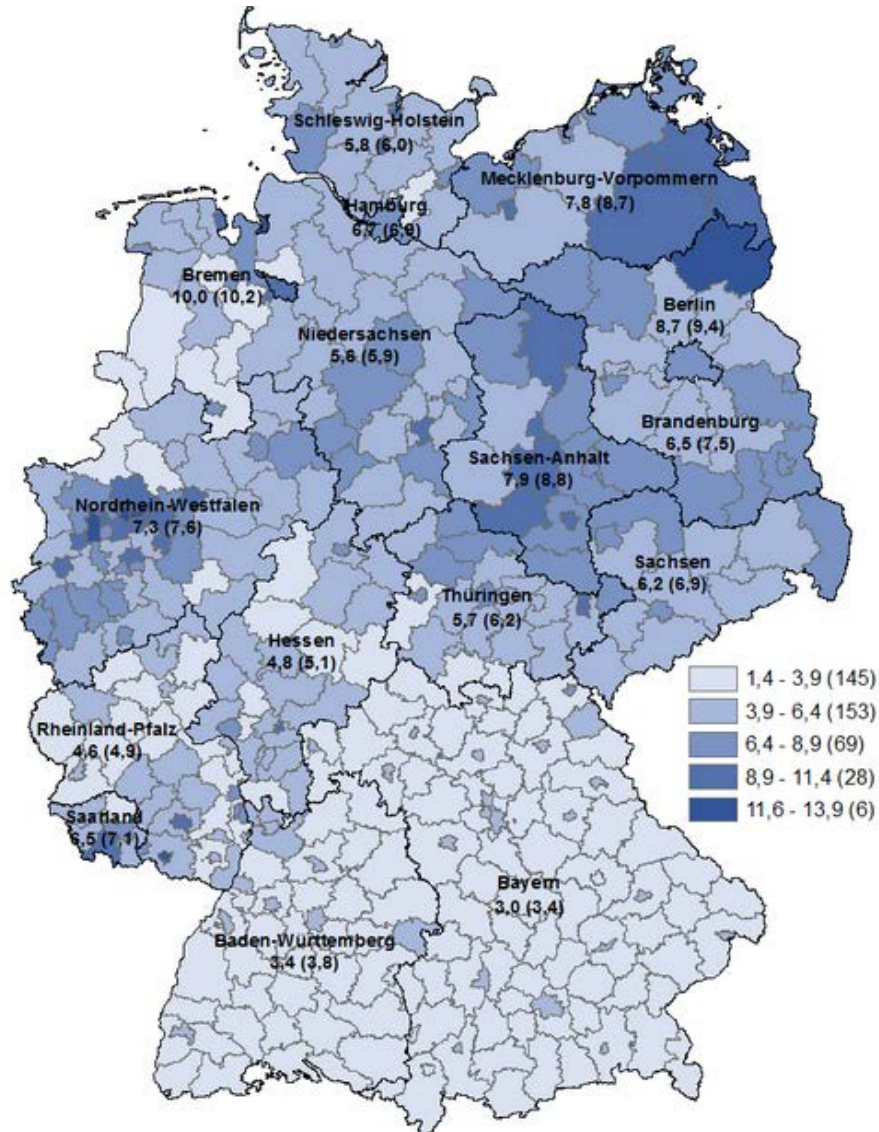 Schleswig-Holstein
5,8 (6,0)
Mecklenburg-Vorpommern
7,8 (8,7)
Hamburg
6,7 (6,9)
Bremen
10,0 (10,2)
Berlin
8,7 (9,4)
Niedersachsen
5,6 (5,9)
Brandenburg
6,5 (7,5)
Sachsen-Anhalt
7,9 (8,8)
Nordrhein-Westfalen
7,3 (7,6)
Sachsen
6,2 (6,9)
Thüringen
5,7 (6,2)
Hessen
4,8 (5,1)
Rheinland-Pfalz
4,6 (4,9)
Saarland
6,5 (7,1)
Bayern
3,0 (3,4)
Baden-Württemberg
3,4 (3,8)
1,4 - 3,9 (145)
3,9 - 6,4 (153)
6,4 - 8,9 (69)
8,9 - 11,4 (28)
11,6 - 13,9 (6)